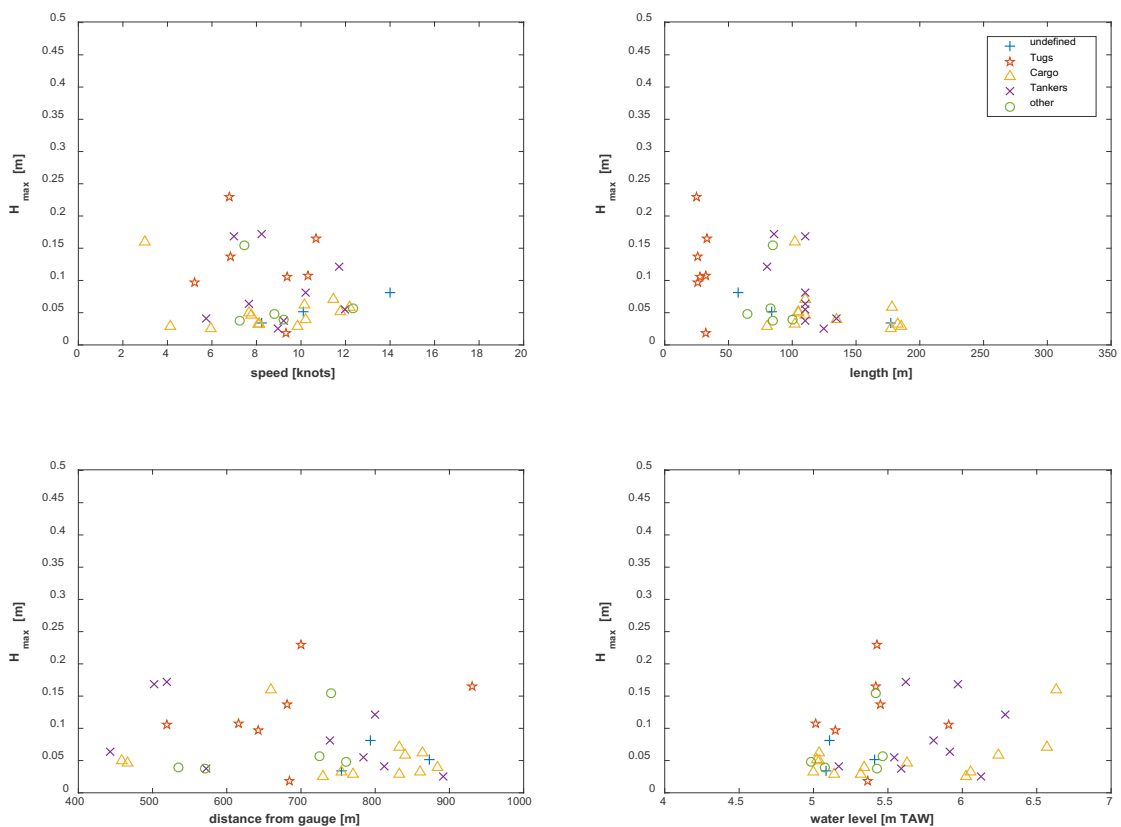 0.5
0.45
0.4
0.35
0.3
0.25
0.2
0.15
0.1
0.05
0
H max [m]
0 2 4 6 8 10 12 14 16 18 20
speed [knots]
0.5
0.45
0.4
0.35
0.3
0.25
0.2
0.15
0.1
0.05
0
H max [m]
undefined
Tugs
Cargo
Tankers
other
0 50 100 150 200 250 300 350
length [m]
0.5
0.45
0.4
0.35
0.3
0.25
0.2
0.15
0.1
0.05
0
H max [m]
400 500 600 700 800 900 1000
distance from gauge [m]
0.5
0.45
0.4
0.35
0.3
0.25
0.2
0.15
0.1
0.05
0
H max [m]
4 4.5 5 5.5 6 6.5 7
water level [m TAW]